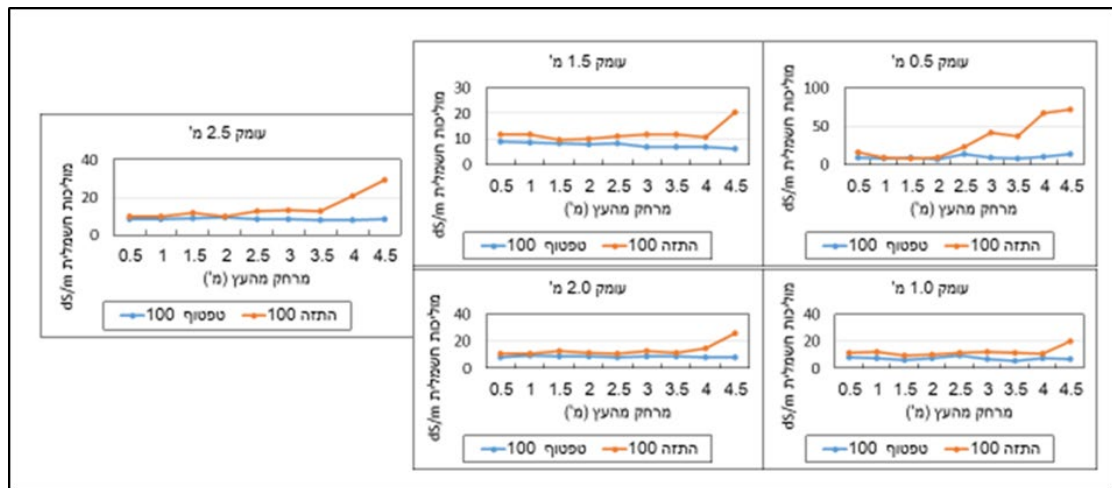 עומק 0.5 מ'
מוליכות חשמלית dS/m
100
50
0
0.5 1 1.5 2 2.5 3 3.5 4 4.5
מרחק מהעץ (מ')
טפטוף 100 התזה 100
עומק 1.5 מ'
מוליכות חשמלית dS/m
30
20
10
0
0.5 1 1.5 2 2.5 3 3.5 4 4.5
מרחק מהעץ (מ')
טפטוף 100 התזה 100
עומק 2.5 מ'
מוליכות חשמלית dS/m
40
20
0
0.5 1 1.5 2 2.5 3 3.5 4 4.5
מרחק מהעץ (מ')
טפטוף 100 התזה 100
עומק 1.0 מ'
מוליכות חשמלית dS/m
40
20
0
0.5 1 1.5 2 2.5 3 3.5 4 4.5
מרחק מהעץ (מ')
טפטוף 100 התזה 100
עומק 2.0 מ'
מוליכות חשמלית dS/m
40
20
0
0.5 1 1.5 2 2.5 3 3.5 4 4.5
מרחק מהעץ (מ')
טפטוף 100 התזה 100